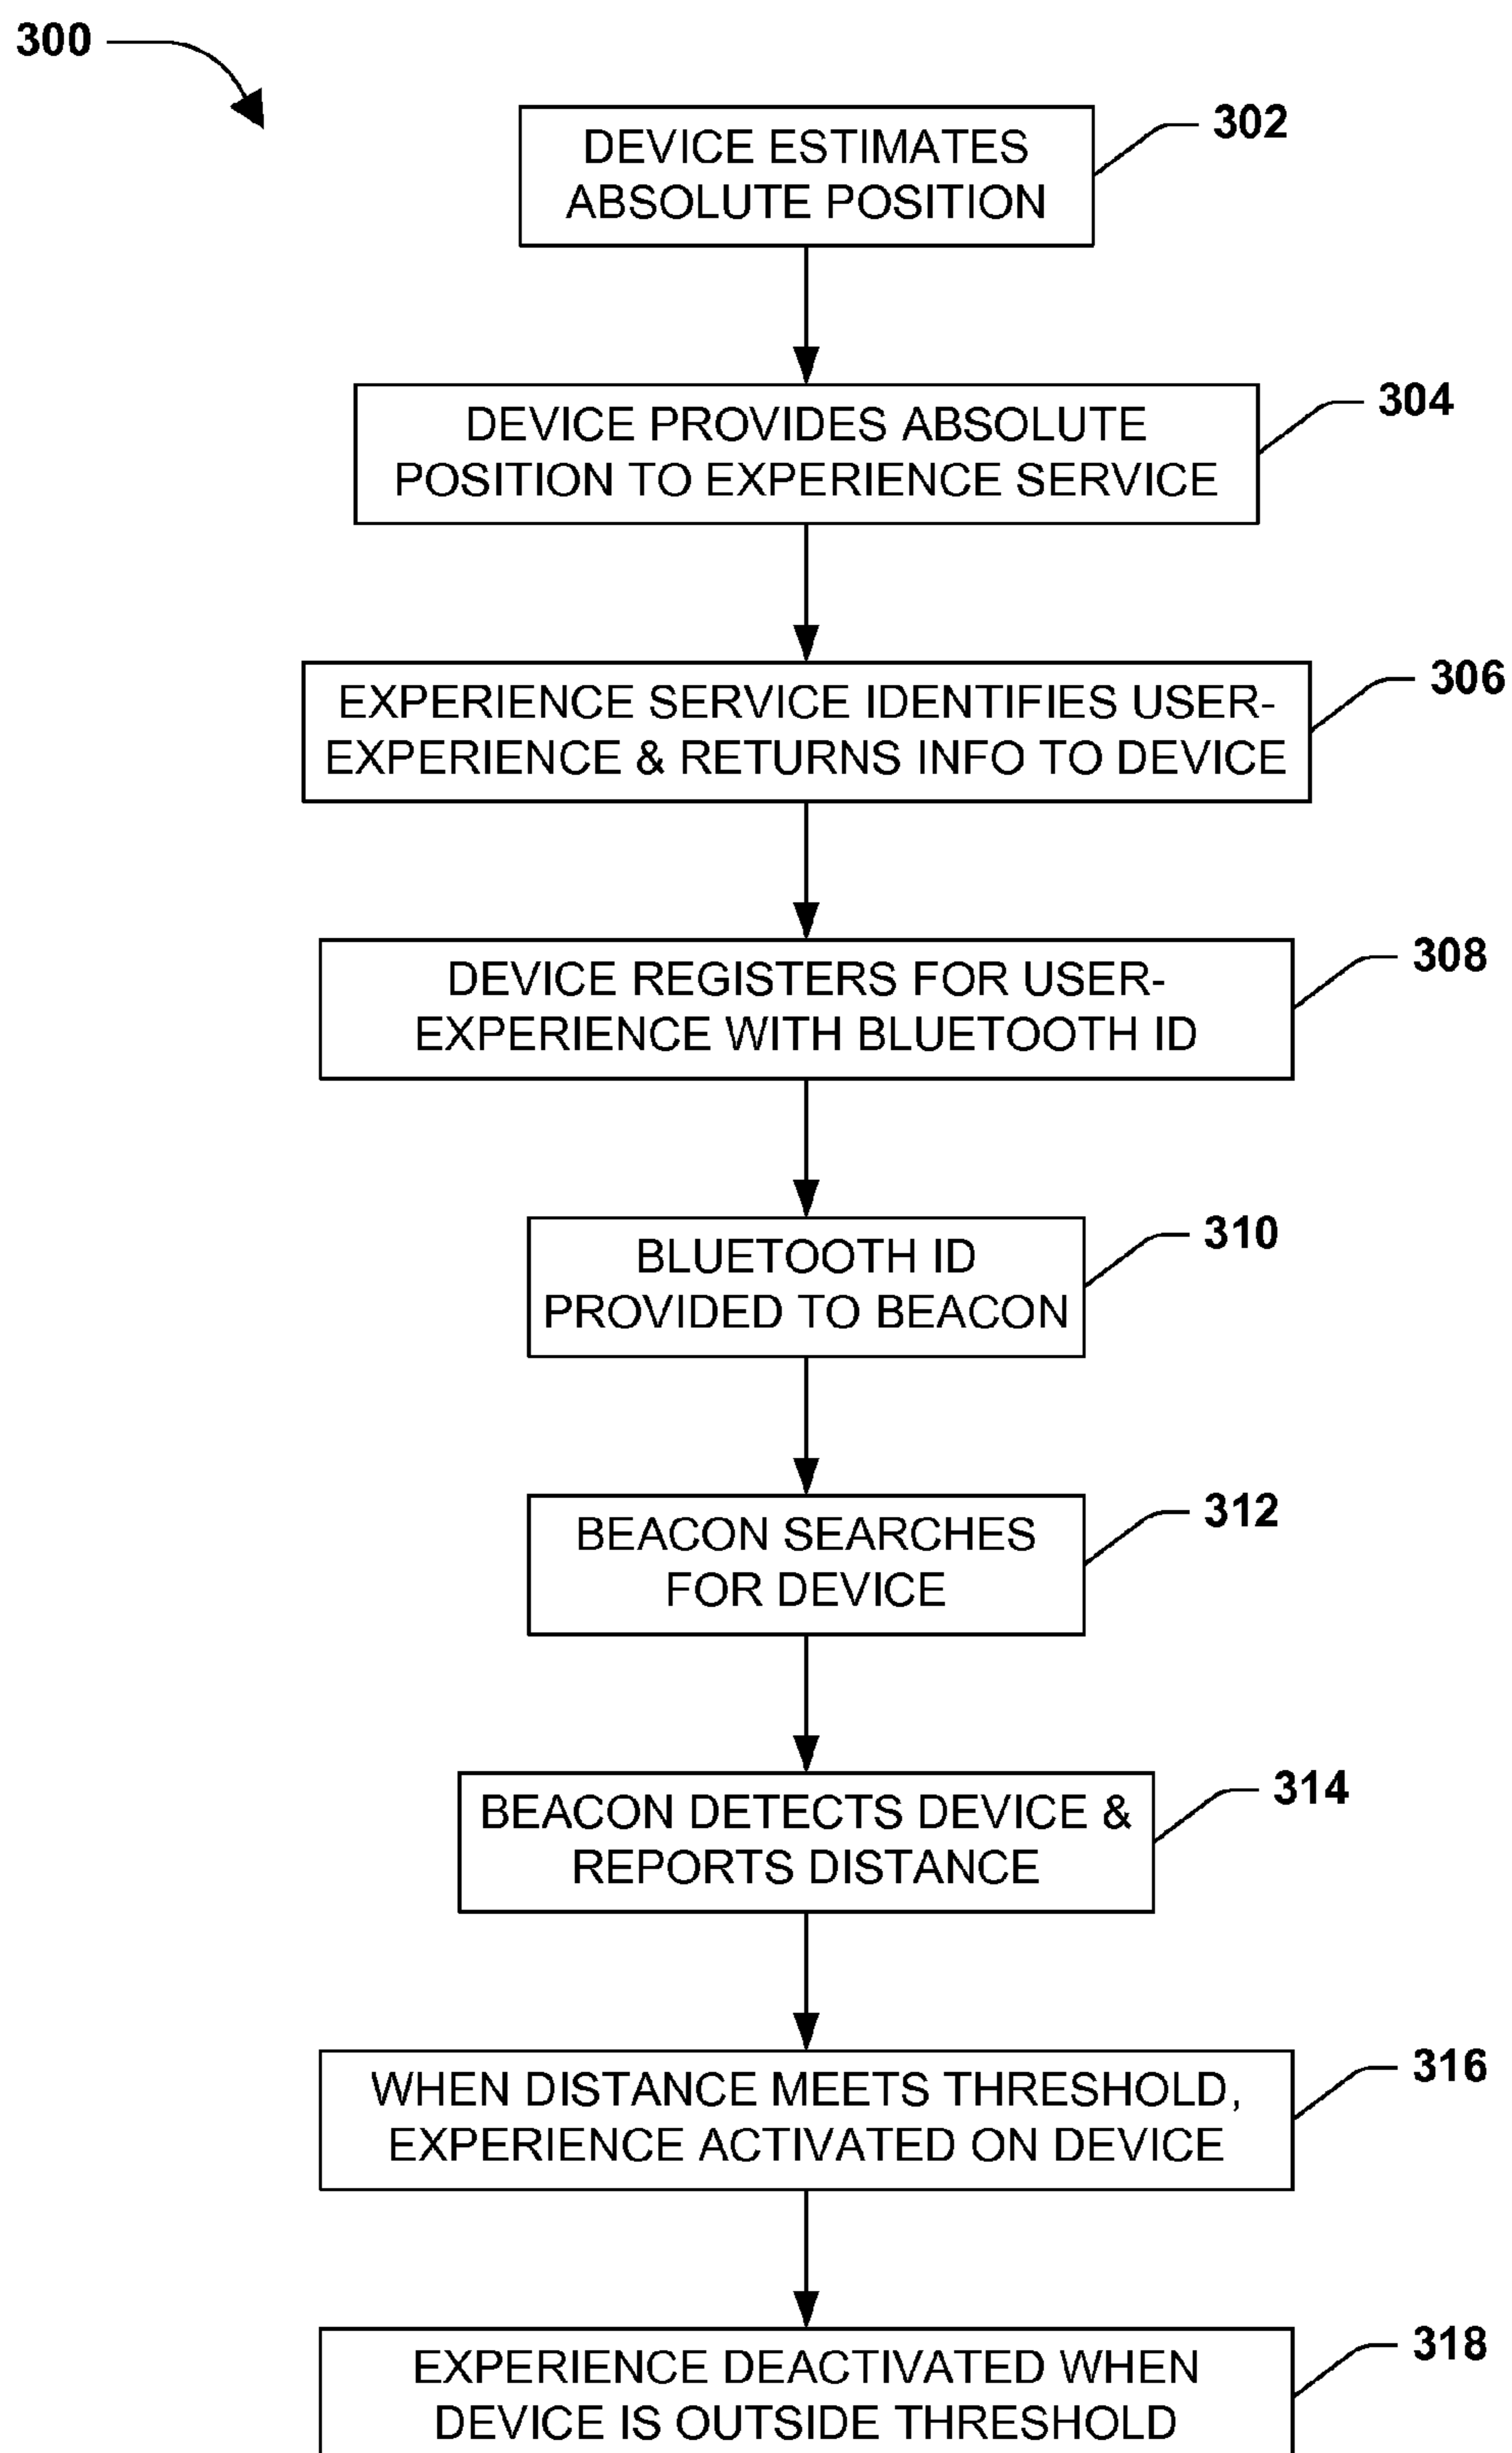 300
302
DEVICE ESTIMATES
ABSOLUTE POSITION
304
DEVICE PROVIDES ABSOLUTE
POSITION TO EXPERIENCE SERVICE
306
EXPERIENCE SERVICE IDENTIFIES USER-
EXPERIENCE & RETURNS INFO TO DEVICE
308
DEVICE REGISTERS FOR USER-
EXPERIENCE WITH BLUETOOTH ID
310
BLUETOOTH ID
PROVIDED TO BEACON
312
BEACON SEARCHES
FOR DEVICE
314
BEACON DETECTS DEVICE &
REPORTS DISTANCE
316
WHEN DISTANCE MEETS THRESHOLD,
EXPERIENCE ACTIVATED ON DEVICE
318
EXPERIENCE DEACTIVATED WHEN
DEVICE IS OUTSIDE THRESHOLD